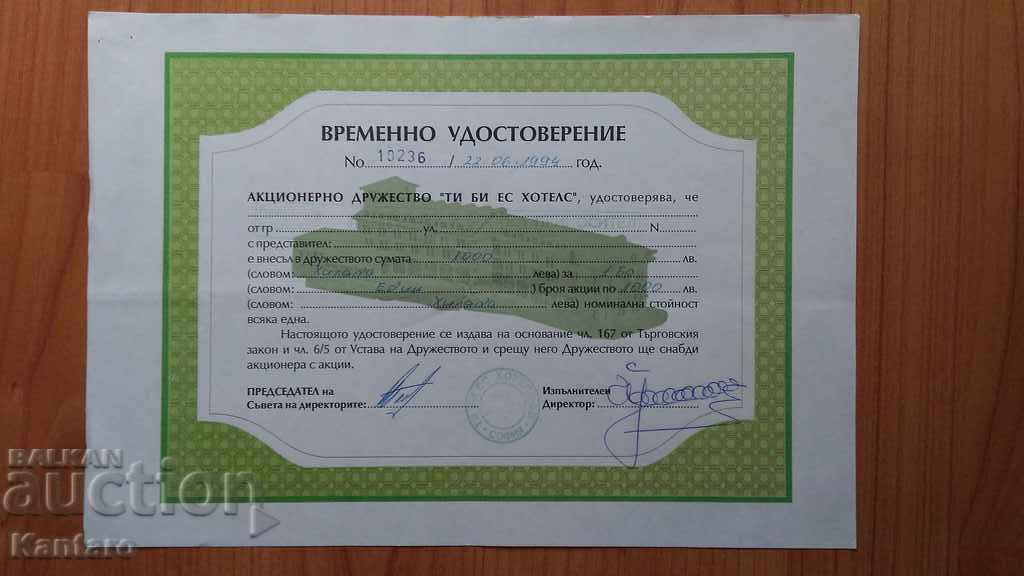 ВРЕМЕННО УДОСТОВЕРЕНИЕ
No 10236 / 22.06.1994 год.
АКЦИОНЕРНО ДРУЖЕСТВО "ТИ БИ ЕС ХОТЕЛС", удостоверява, че
от гр ул. N
с представител:
е внесъл в дружеството сумата 1000 лв.
(словом: Хиляда лева) за 1 бр.
(словом: Един ) броя акции по 1000 лв.
(словом: Хиляда лева) номинална стойност
всяка една.
Настоящото удостоверение се издава на основание чл. 167 от Търговския
закон и чл. 6/5 от Устава на Дружеството и срещу него Дружеството ще снабди
акционера с акции.
ПРЕДСЕДАТЕЛ на
Съвета на директорите:
СОФИЯ
Изпълнителен
Директор:
BALKAN
auction
Kantaro